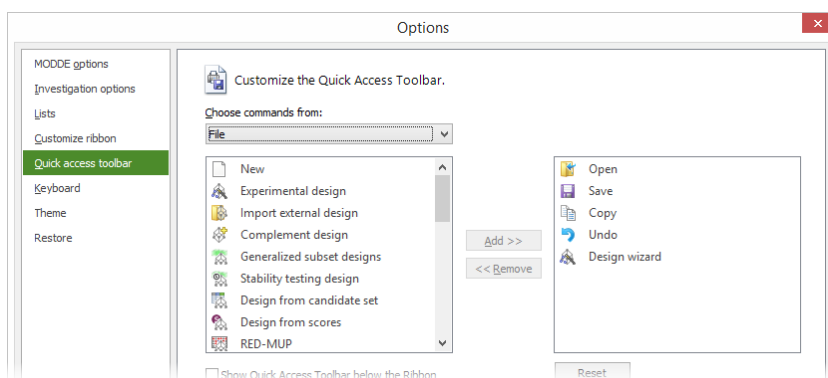 Options
MODDE options
Investigation options
Lists
Customize ribbon
Quick access toolbar
Keyboard
Theme
Restore
Customize the Quick Access Toolbar.
Choose commands from:
File
New
Experimental design
Import external design
Complement design
Generalized subset designs
Stability testing design
Design from candidate set
Design from scores
RED-MUP
Add >>
<< Remove
Open
Save
Copy
Undo
Design wizard
Show Quick Access Toolbar below the Ribbon
Reset